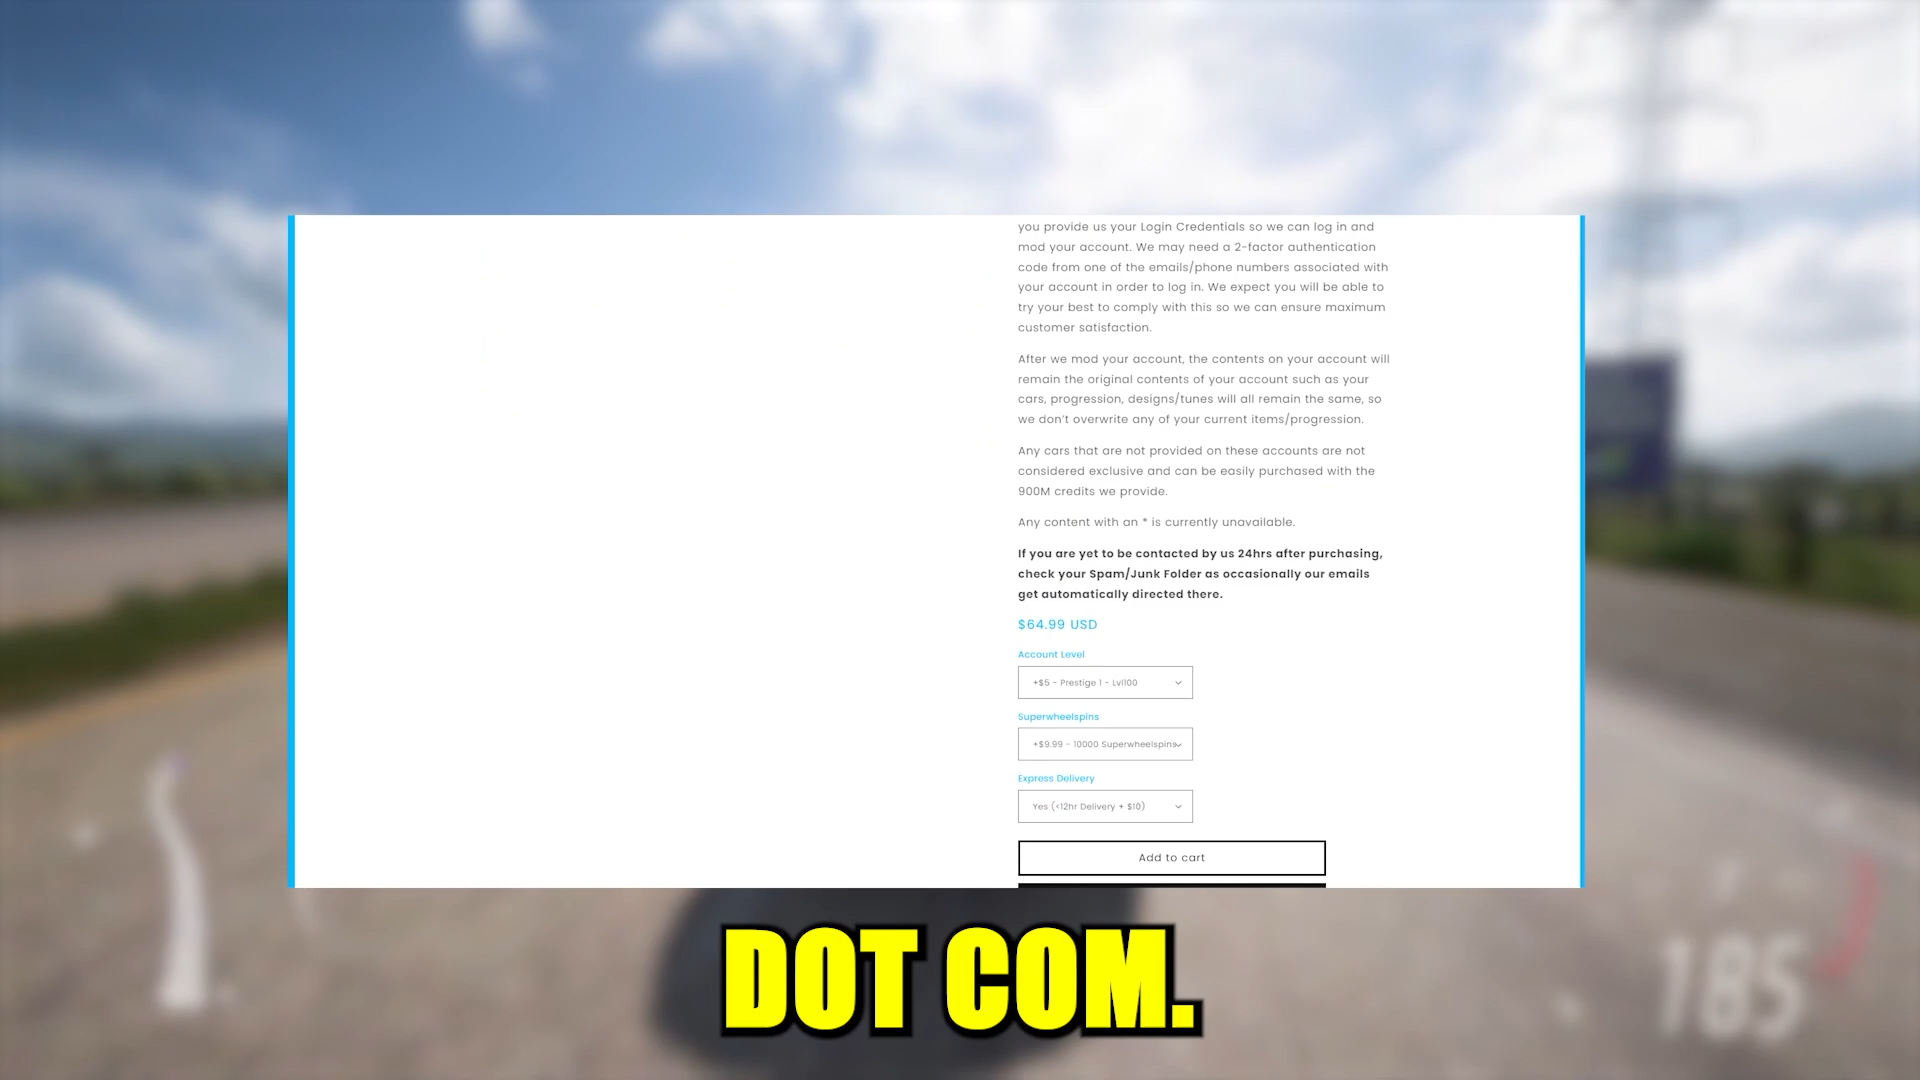 you provide us your Login Credentials so we can log in and
mod your account. We may need a 2-factor authentication
code from one of the emails/phone numbers associated with
your account in order to log in. We expect you will be able to
try your best to comply with this so we can ensure maximum
customer satisfaction.
After we mod your account, the contents on your account will
remain the original contents of your account such as your
cars, progression, designs/tunes will all remain the same, so
we don't overwrite any of your current items/progression.
Any cars that are not provided on these accounts are not
considered exclusive and can be easily purchased with the
900M credits we provide.
Any content with an * is currently unavailable.
If you are yet to be contacted by us 24hrs after purchasing,
check your Spam/Junk Folder as occasionally our emails
get automatically directed there.
$64.99 USD
Account Level
+$5 - Prestige 1 - Lvl100
Superwheelspins
+$9.99 - 10000 Superwheelspins
Express Delivery
Yes (<12hr Delivery + $10)
Add to cart
DOT COM.
185